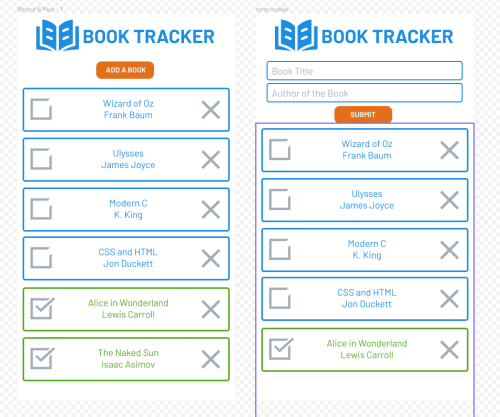 iPhone 8 Plus - 1
BOOK TRACKER
ADD A BOOK
Wizard of Oz
Frank Baum
Ulysses
James Joyce
Modern C
K. King
CSS and HTML
Jon Duckett
Alice in Wonderland
Lewis Carroll
The Naked Sun
Isaac Asimov
form mobile
BOOK TRACKER
Book Title
Author of the Book
SUBMIT
Wizard of Oz
Frank Baum
Ulysses
James Joyce
Modern C
K. King
CSS and HTML
Jon Duckett
Alice in Wonderland
Lewis Carroll